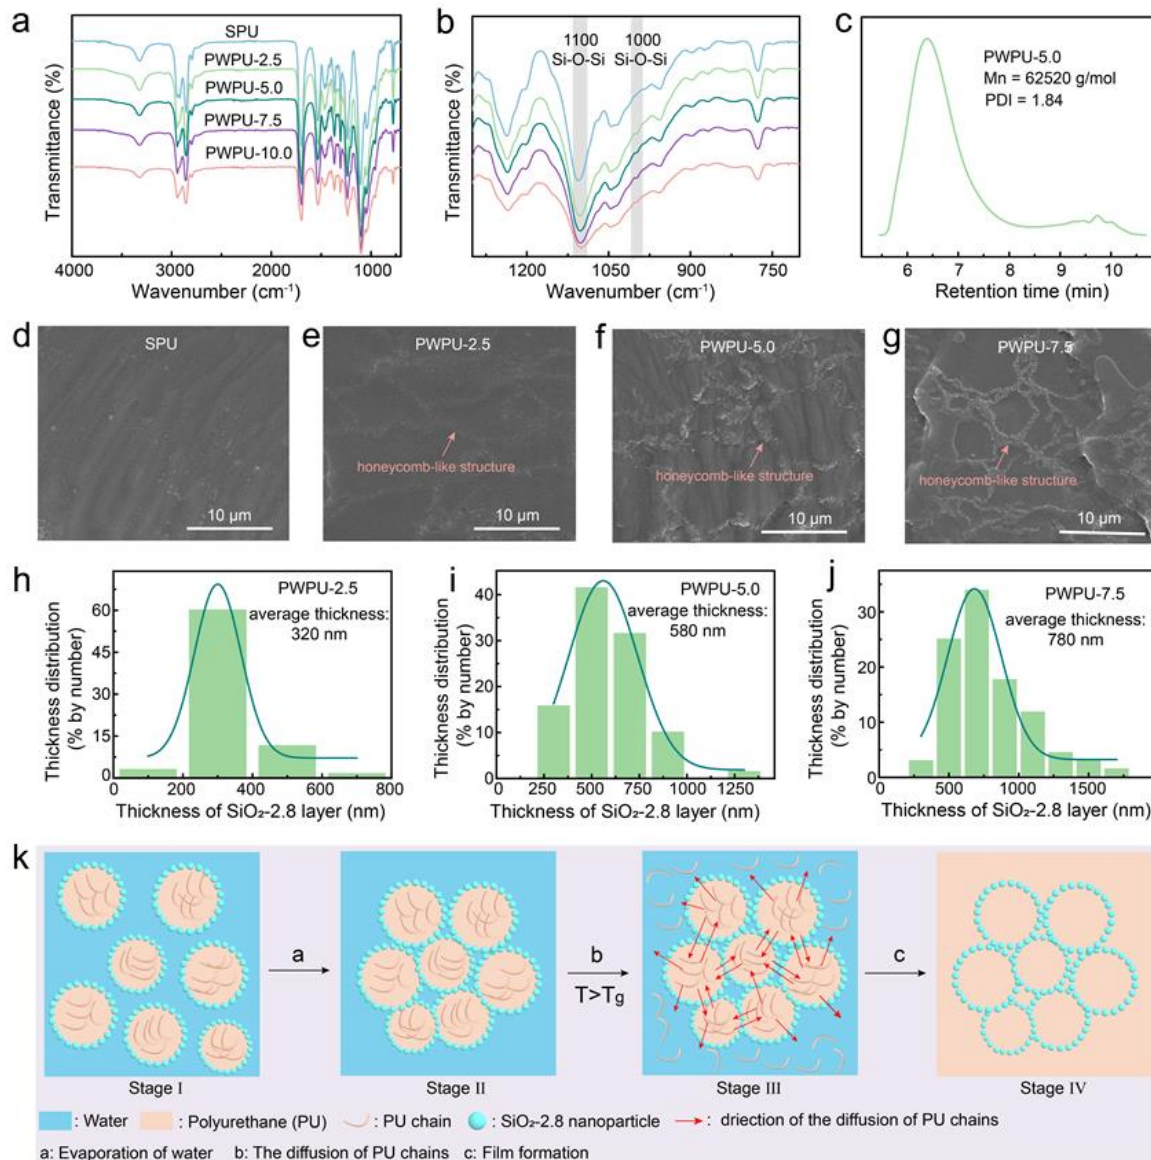 a
SPU
PWPU-2.5
PWPU-5.0
PWPU-7.5
PWPU-10.0
Transmittance (%)
4000 3000 2000 1000
Wavenumber (cm⁻¹)
b
1100 1000
Si-O-Si Si-O-Si
Transmittance (%)
1200 1050 900 750
Wavenumber (cm⁻¹)
c
PWPU-5.0
Mn = 62520 g/mol
PDI = 1.84
6 7 8 9 10
Retention time (min)
d
SPU
10 μm
e
PWPU-2.5
honeycomb-like structure
10 μm
f
PWPU-5.0
honeycomb-like structure
10 μm
g
PWPU-7.5
honeycomb-like structure
10 μm
h
PWPU-2.5
average thickness:
320 nm
Thickness distribution
(% by number)
60
45
30
15
0
0 200 400 600 800
Thickness of SiO₂-2.8 layer (nm)
i
PWPU-5.0
average thickness:
580 nm
Thickness distribution
(% by number)
40
30
20
10
0
300 500 750 1250
Thickness of SiO₂-2.8 layer (nm)
j
PWPU-7.5
average thickness:
780 nm
Thickness distribution
(% by number)
30
20
10
0
0 500 1000 1500
Thickness of SiO₂-2.8 layer (nm)
k
a
b
T>Tg
c
Stage I
Stage II
Stage III
Stage IV
: Water : Polyurethane (PU) : PU chain : SiO₂-2.8 nanoparticle : driection of the diffusion of PU chains
a: Evaporation of water b: The diffusion of PU chains c: Film formation